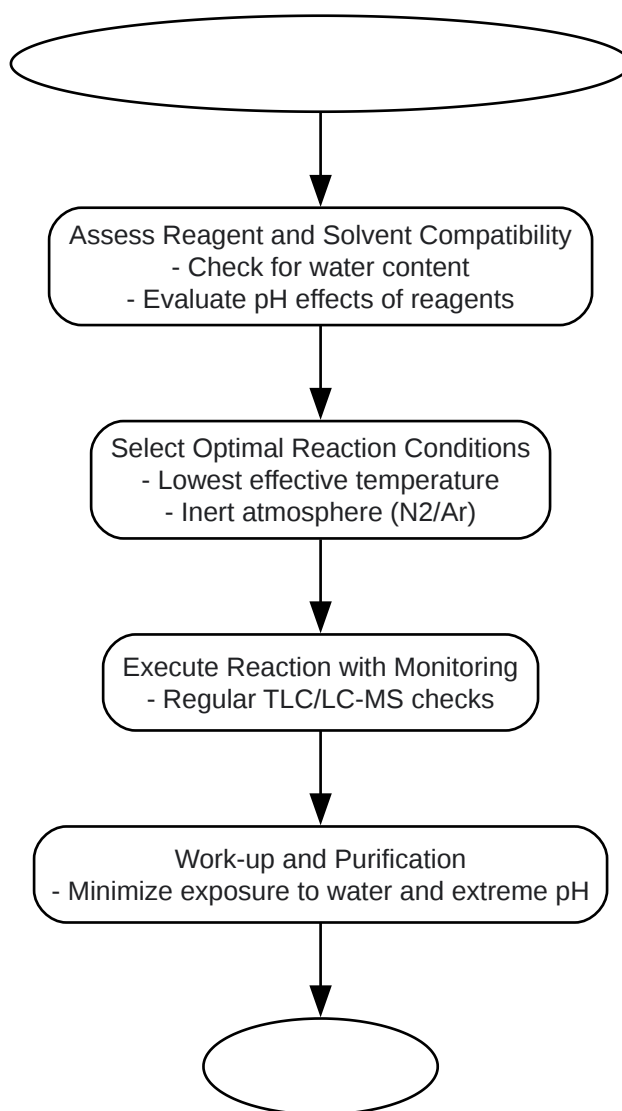 Assess Reagent and Solvent Compatibility
- Check for water content
- Evaluate pH effects of reagents
Select Optimal Reaction Conditions
- Lowest effective temperature
- Inert atmosphere (N2/Ar)
Execute Reaction with Monitoring
- Regular TLC/LC-MS checks
Work-up and Purification
- Minimize exposure to water and extreme pH